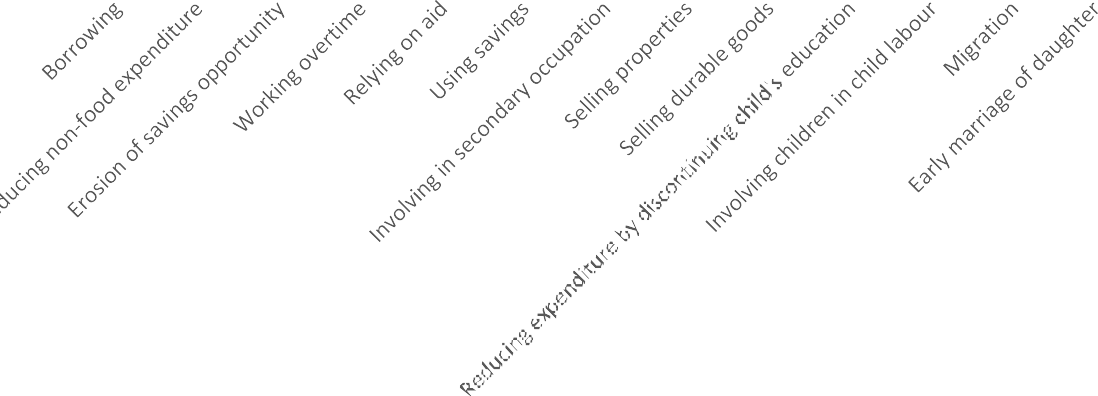 Borrowing
ducing non-food expenditure
Erosion of savings opportunity
Working overtime
Relying on aid
Using savings
Involving in secondary occupation
Selling properties
Selling durable goods
Reducing expenditure by discontinuing child's education
Involving children in child labour
Migration
Early marriage of daughter